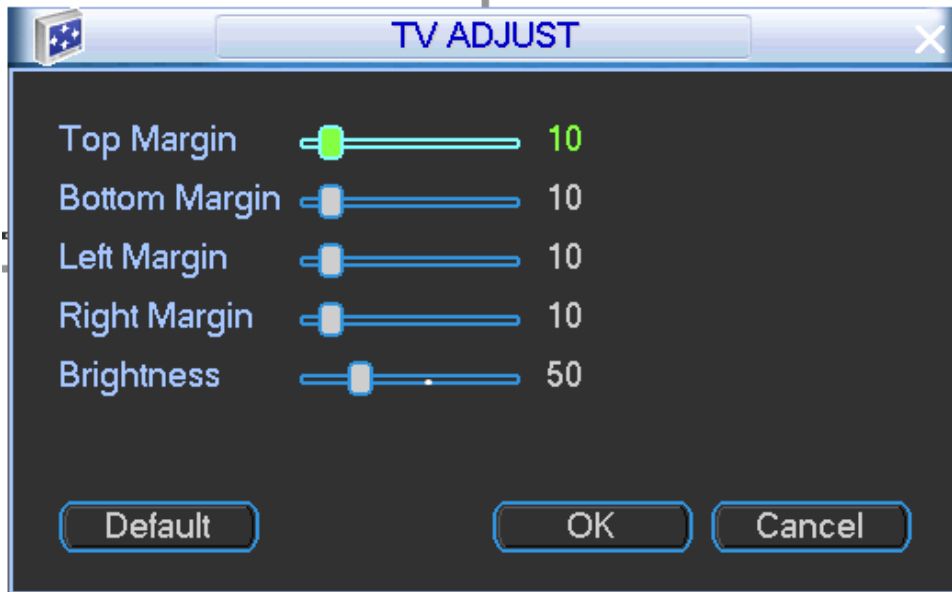 TV ADJUST
Top Margin 10
Bottom Margin 10
Left Margin 10
Right Margin 10
Brightness 50
Default OK Cancel